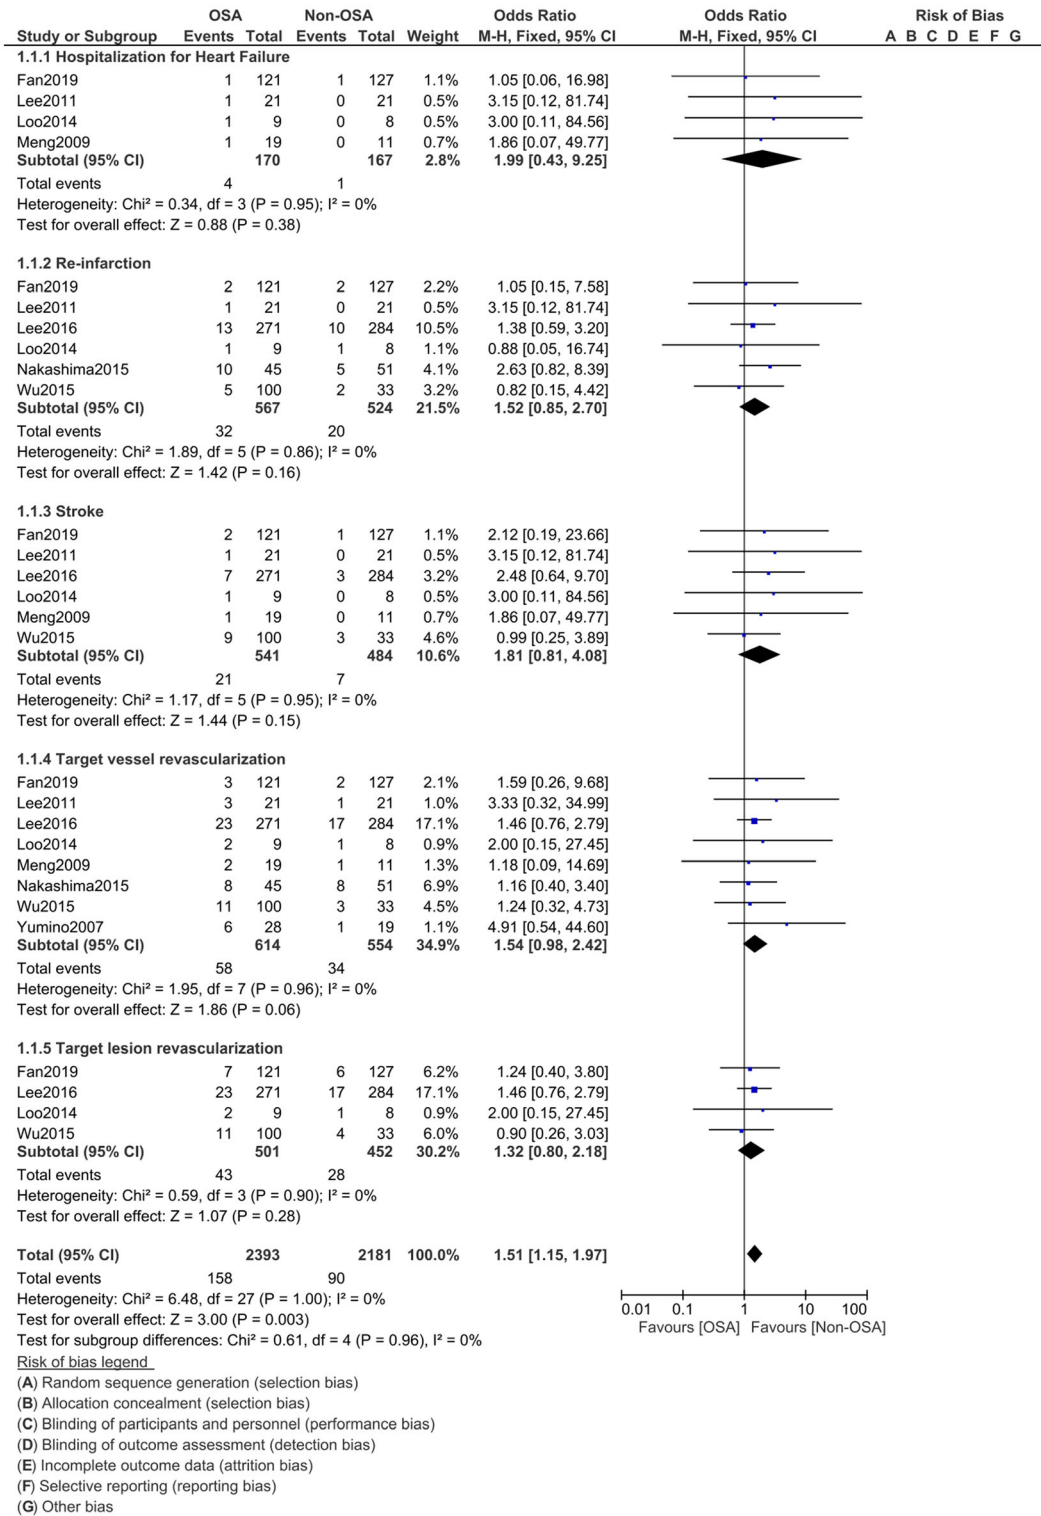 OSA Non-OSA Odds Ratio Odds Ratio Risk of Bias
Study or Subgroup Events Total Events Total Weight M-H, Fixed, 95% CI M-H, Fixed, 95% CI A B C D E F G
1.1.1 Hospitalization for Heart Failure
Fan2019 1 121 1 127 1.1% 1.05 [0.06, 16.98]
Lee2011 1 21 0 21 0.5% 3.15 [0.12, 81.74]
Loo2014 1 9 0 8 0.5% 3.00 [0.11, 84.56]
Meng2009 1 19 0 11 0.7% 1.86 [0.07, 49.77]
Subtotal (95% CI) 170 167 2.8% 1.99 [0.43, 9.25]
Total events 4 1
Heterogeneity: Chi² = 0.34, df = 3 (P = 0.95); I² = 0%
Test for overall effect: Z = 0.88 (P = 0.38)
1.1.2 Re-infarction
Fan2019 2 121 2 127 2.2% 1.05 [0.15, 7.58]
Lee2011 1 21 0 21 0.5% 3.15 [0.12, 81.74]
Lee2016 13 271 10 284 10.5% 1.38 [0.59, 3.20]
Loo2014 1 9 1 8 1.1% 0.88 [0.05, 16.74]
Nakashima2015 10 45 5 51 4.1% 2.63 [0.82, 8.39]
Wu2015 5 100 2 33 3.2% 0.82 [0.15, 4.42]
Subtotal (95% CI) 567 524 21.5% 1.52 [0.85, 2.70]
Total events 32 20
Heterogeneity: Chi² = 1.89, df = 5 (P = 0.86); I² = 0%
Test for overall effect: Z = 1.42 (P = 0.16)
1.1.3 Stroke
Fan2019 2 121 1 127 1.1% 2.12 [0.19, 23.66]
Lee2011 1 21 0 21 0.5% 3.15 [0.12, 81.74]
Lee2016 7 271 3 284 3.2% 2.48 [0.64, 9.70]
Loo2014 1 9 0 8 0.5% 3.00 [0.11, 84.56]
Meng2009 1 19 0 11 0.7% 1.86 [0.07, 49.77]
Wu2015 9 100 3 33 4.6% 0.99 [0.25, 3.89]
Subtotal (95% CI) 541 484 10.6% 1.81 [0.81, 4.08]
Total events 21 7
Heterogeneity: Chi² = 1.17, df = 5 (P = 0.95); I² = 0%
Test for overall effect: Z = 1.44 (P = 0.15)
1.1.4 Target vessel revascularization
Fan2019 3 121 2 127 2.1% 1.59 [0.26, 9.68]
Lee2011 3 21 1 21 1.0% 3.33 [0.32, 34.99]
Lee2016 23 271 17 284 17.1% 1.46 [0.76, 2.79]
Loo2014 2 9 1 8 0.9% 2.00 [0.15, 27.45]
Meng2009 2 19 1 11 1.3% 1.18 [0.09, 14.69]
Nakashima2015 8 45 8 51 6.9% 1.16 [0.40, 3.40]
Wu2015 11 100 3 33 4.5% 1.24 [0.32, 4.73]
Yumino2007 6 28 1 19 1.1% 4.91 [0.54, 44.60]
Subtotal (95% CI) 614 554 34.9% 1.54 [0.98, 2.42]
Total events 58 34
Heterogeneity: Chi² = 1.95, df = 7 (P = 0.96); I² = 0%
Test for overall effect: Z = 1.86 (P = 0.06)
1.1.5 Target lesion revascularization
Fan2019 7 121 6 127 6.2% 1.24 [0.40, 3.80]
Lee2016 23 271 17 284 17.1% 1.46 [0.76, 2.79]
Loo2014 2 9 1 8 0.9% 2.00 [0.15, 27.45]
Wu2015 11 100 4 33 6.0% 0.90 [0.26, 3.03]
Subtotal (95% CI) 501 452 30.2% 1.32 [0.80, 2.18]
Total events 43 28
Heterogeneity: Chi² = 0.59, df = 3 (P = 0.90); I² = 0%
Test for overall effect: Z = 1.07 (P = 0.28)
Total (95% CI) 2393 2181 100.0% 1.51 [1.15, 1.97]
Total events 158 90
Heterogeneity: Chi² = 6.48, df = 27 (P = 1.00); I² = 0%
0.01 0.1 1 10 100
Test for overall effect: Z = 3.00 (P = 0.003)
Favours [OSA] Favours [Non-OSA]
Test for subgroup differences: Chi² = 0.61, df = 4 (P = 0.96), I² = 0%
Risk of bias legend
(A) Random sequence generation (selection bias)
(B) Allocation concealment (selection bias)
(C) Blinding of participants and personnel (performance bias)
(D) Blinding of outcome assessment (detection bias)
(E) Incomplete outcome data (attrition bias)
(F) Selective reporting (reporting bias)
(G) Other bias